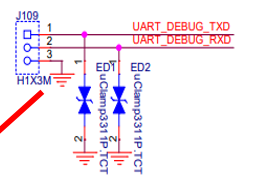 J109
1
2
3
UART_DEBUG_TXD
UART_DEBUG_RXD
H1X3M
ED1
ED2
1
1
uClamp3311P.TCT
uClamp3311P.TCT
2
2